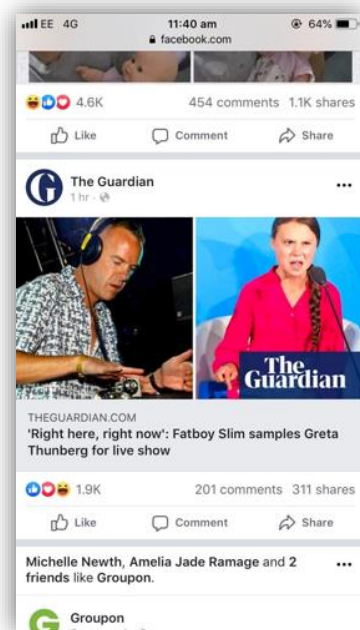 EE 4G 11:40 am 64%
facebook.com
4.6K 454 comments 1.1K shares
Like Comment Share
The Guardian
1 hr ·
The
Guardian
THEGUARDIAN.COM
'Right here, right now': Fatboy Slim samples Greta
Thunberg for live show
1.9K 201 comments 311 shares
Like Comment Share
Michelle Newth, Amelia Jade Ramage and 2
friends like Groupon.
Groupon